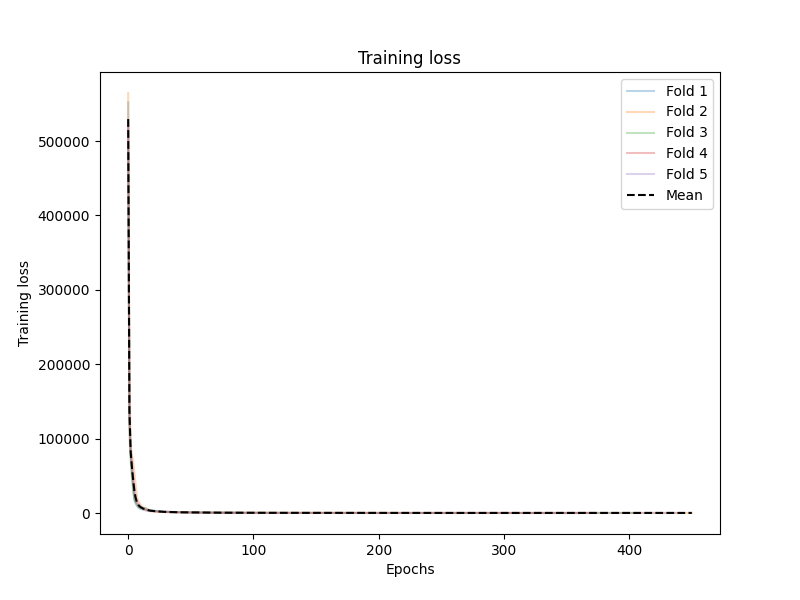 Training loss
Fold 1
Fold 2
Fold 3
Fold 4
Fold 5
Mean
500000
400000
300000
200000
100000
0
Training loss
0 100 200 300 400
Epochs